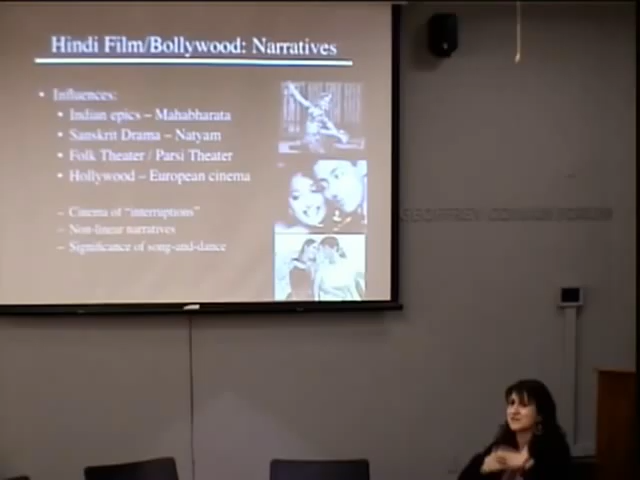 Hindi Film/Bollywood: Narratives
• Influences:
• Indian epics – Mahabharata
• Sanskrit Drama – Natyam
• Folk Theater / Parsi Theater
• Hollywood – European cinema
– Cinema of "interruptions"
– Non-linear narratives
– Significance of song-and-dance
FORUM